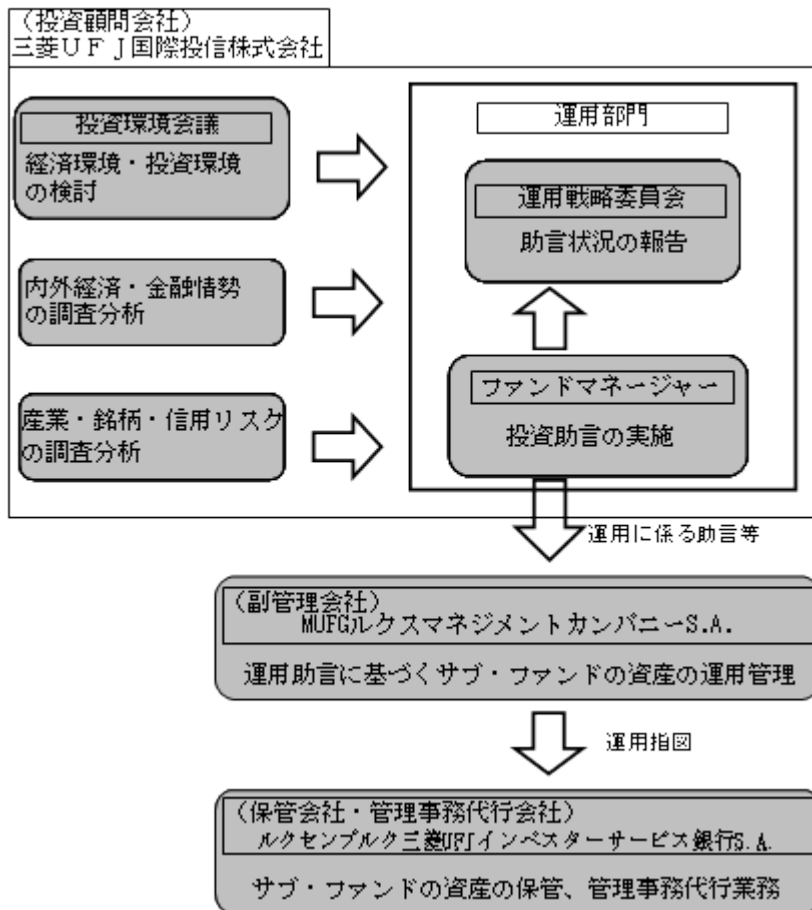 （投資顧問会社）
三菱ＵＦＪ国際投信株式会社
投資環境会議
経済環境・投資環境
の検討
内外経済・金融情勢
の調査分析
産業・銘柄・信用リスク
の調査分析
運用部門
運用戦略委員会
助言状況の報告
ファンドマネージャー
投資助言の実施
運用に係る助言等
（副管理会社）
MUFGルクスマネジメントカンパニーS.A.
運用助言に基づくサブ・ファンドの資産の運用管理
運用指図
（保管会社・管理事務代行会社）
ルクセンブルク三菱UFJインベスターサービス銀行S.A.
サブ・ファンドの資産の保管、管理事務代行業務